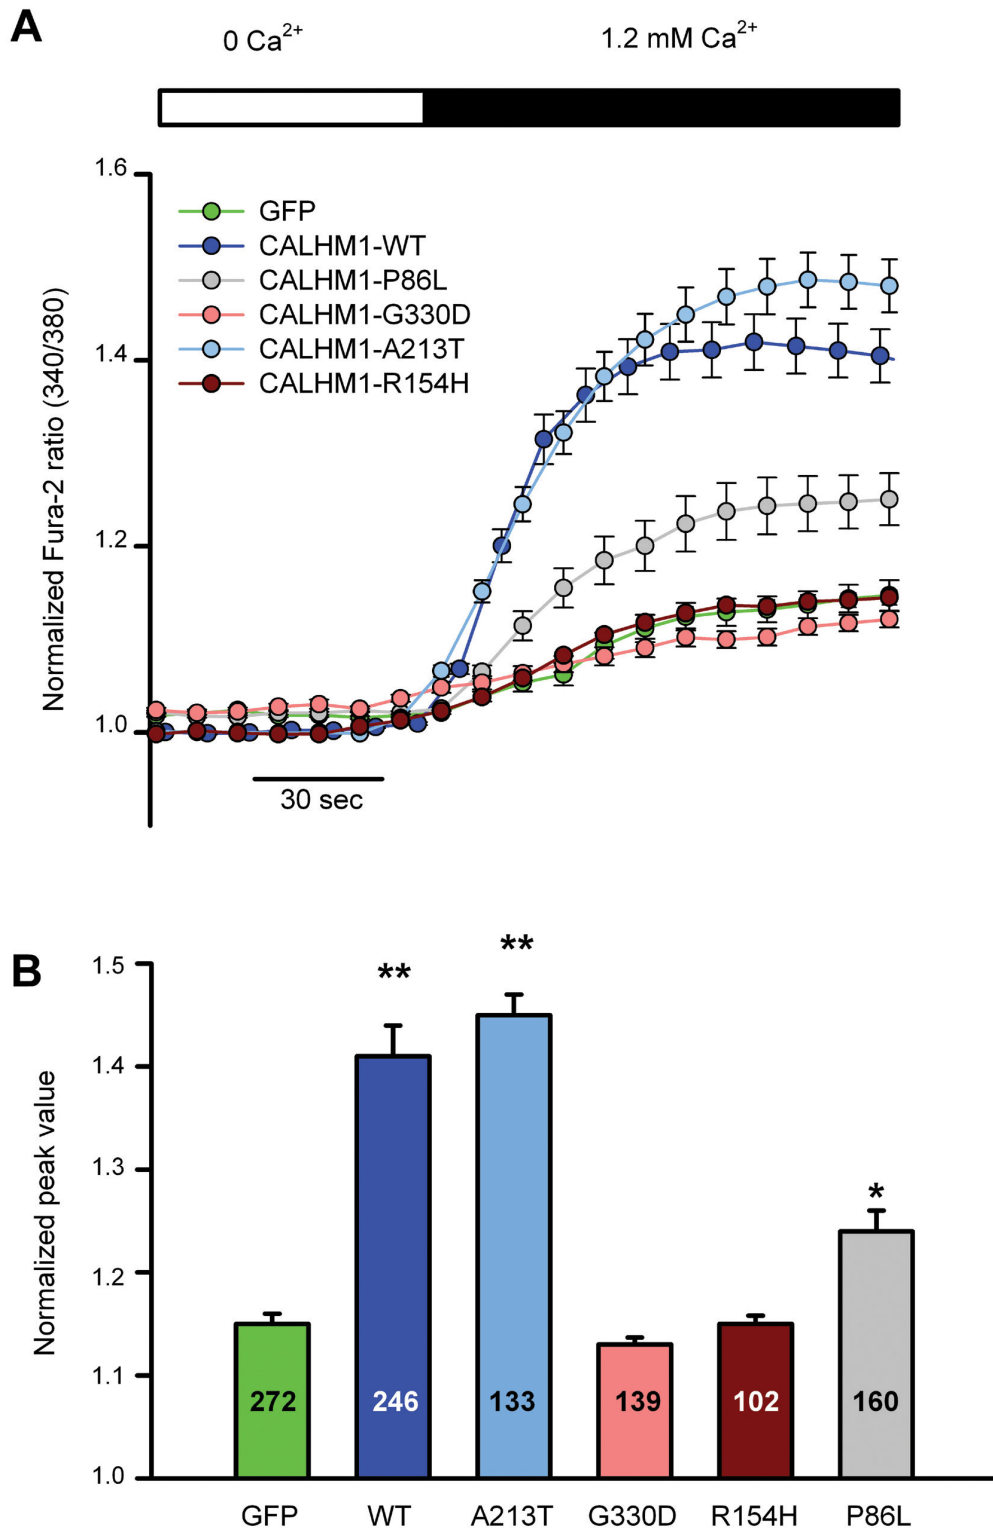 A
0 Ca²⁺
1.2 mM Ca²⁺
1.6
1.4
1.2
1.0
Normalized Fura-2 ratio (340/380)
GFP
CALHM1-WT
CALHM1-P86L
CALHM1-G330D
CALHM1-A213T
CALHM1-R154H
30 sec
B
1.5
1.4
1.3
1.2
1.1
1.0
Normalized peak value
** ** *
272 246 133 139 102 160
GFP WT A213T G330D R154H P86L